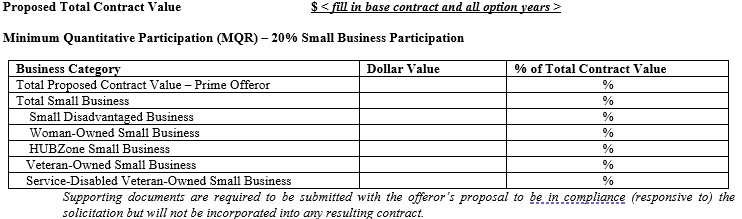 Proposed Total Contract Value $ < fill in base contract and all option years >
Minimum Quantitative Participation (MQR) – 20% Small Business Participation
Business Category Dollar Value % of Total Contract Value
Total Proposed Contract Value – Prime Offeror %
Total Small Business %
Small Disadvantaged Business %
Woman-Owned Small Business %
HUBZone Small Business %
Veteran-Owned Small Business %
Service-Disabled Veteran-Owned Small Business %
Supporting documents are required to be submitted with the offeror's proposal to be in compliance (responsive to) the
solicitation but will not be incorporated into any resulting contract.